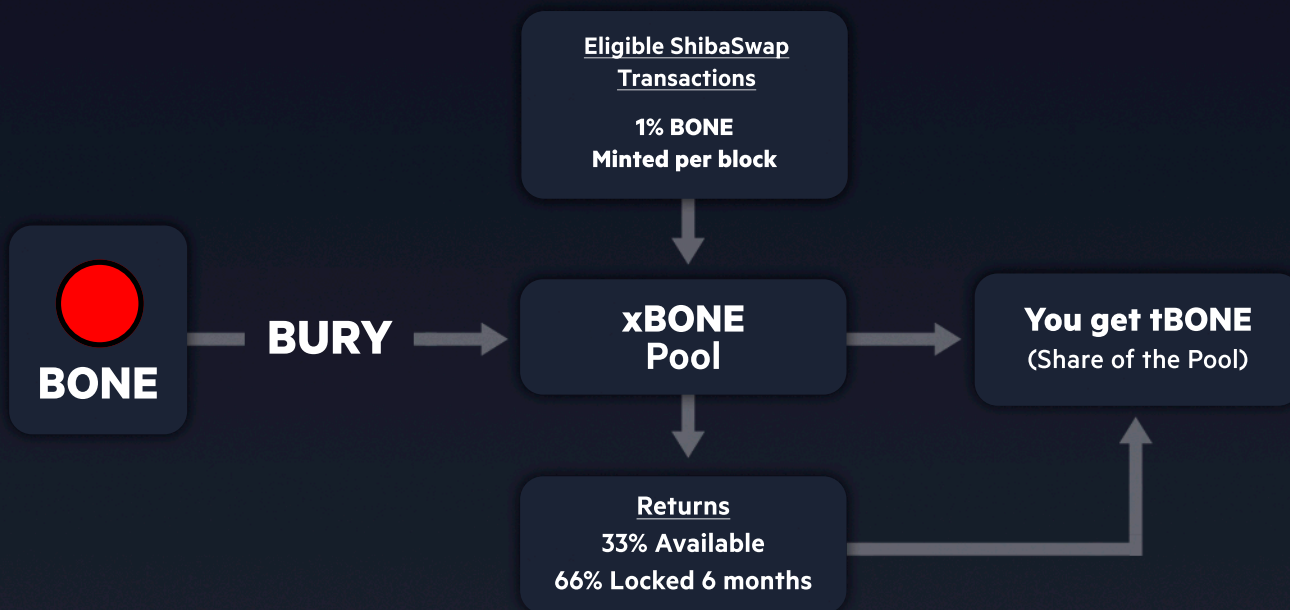 Eligible ShibaSwap
Transactions
1% BONE
Minted per block
BONE
BURY
xBONE
Pool
You get tBONE
(Share of the Pool)
Returns
33% Available
66% Locked 6 months